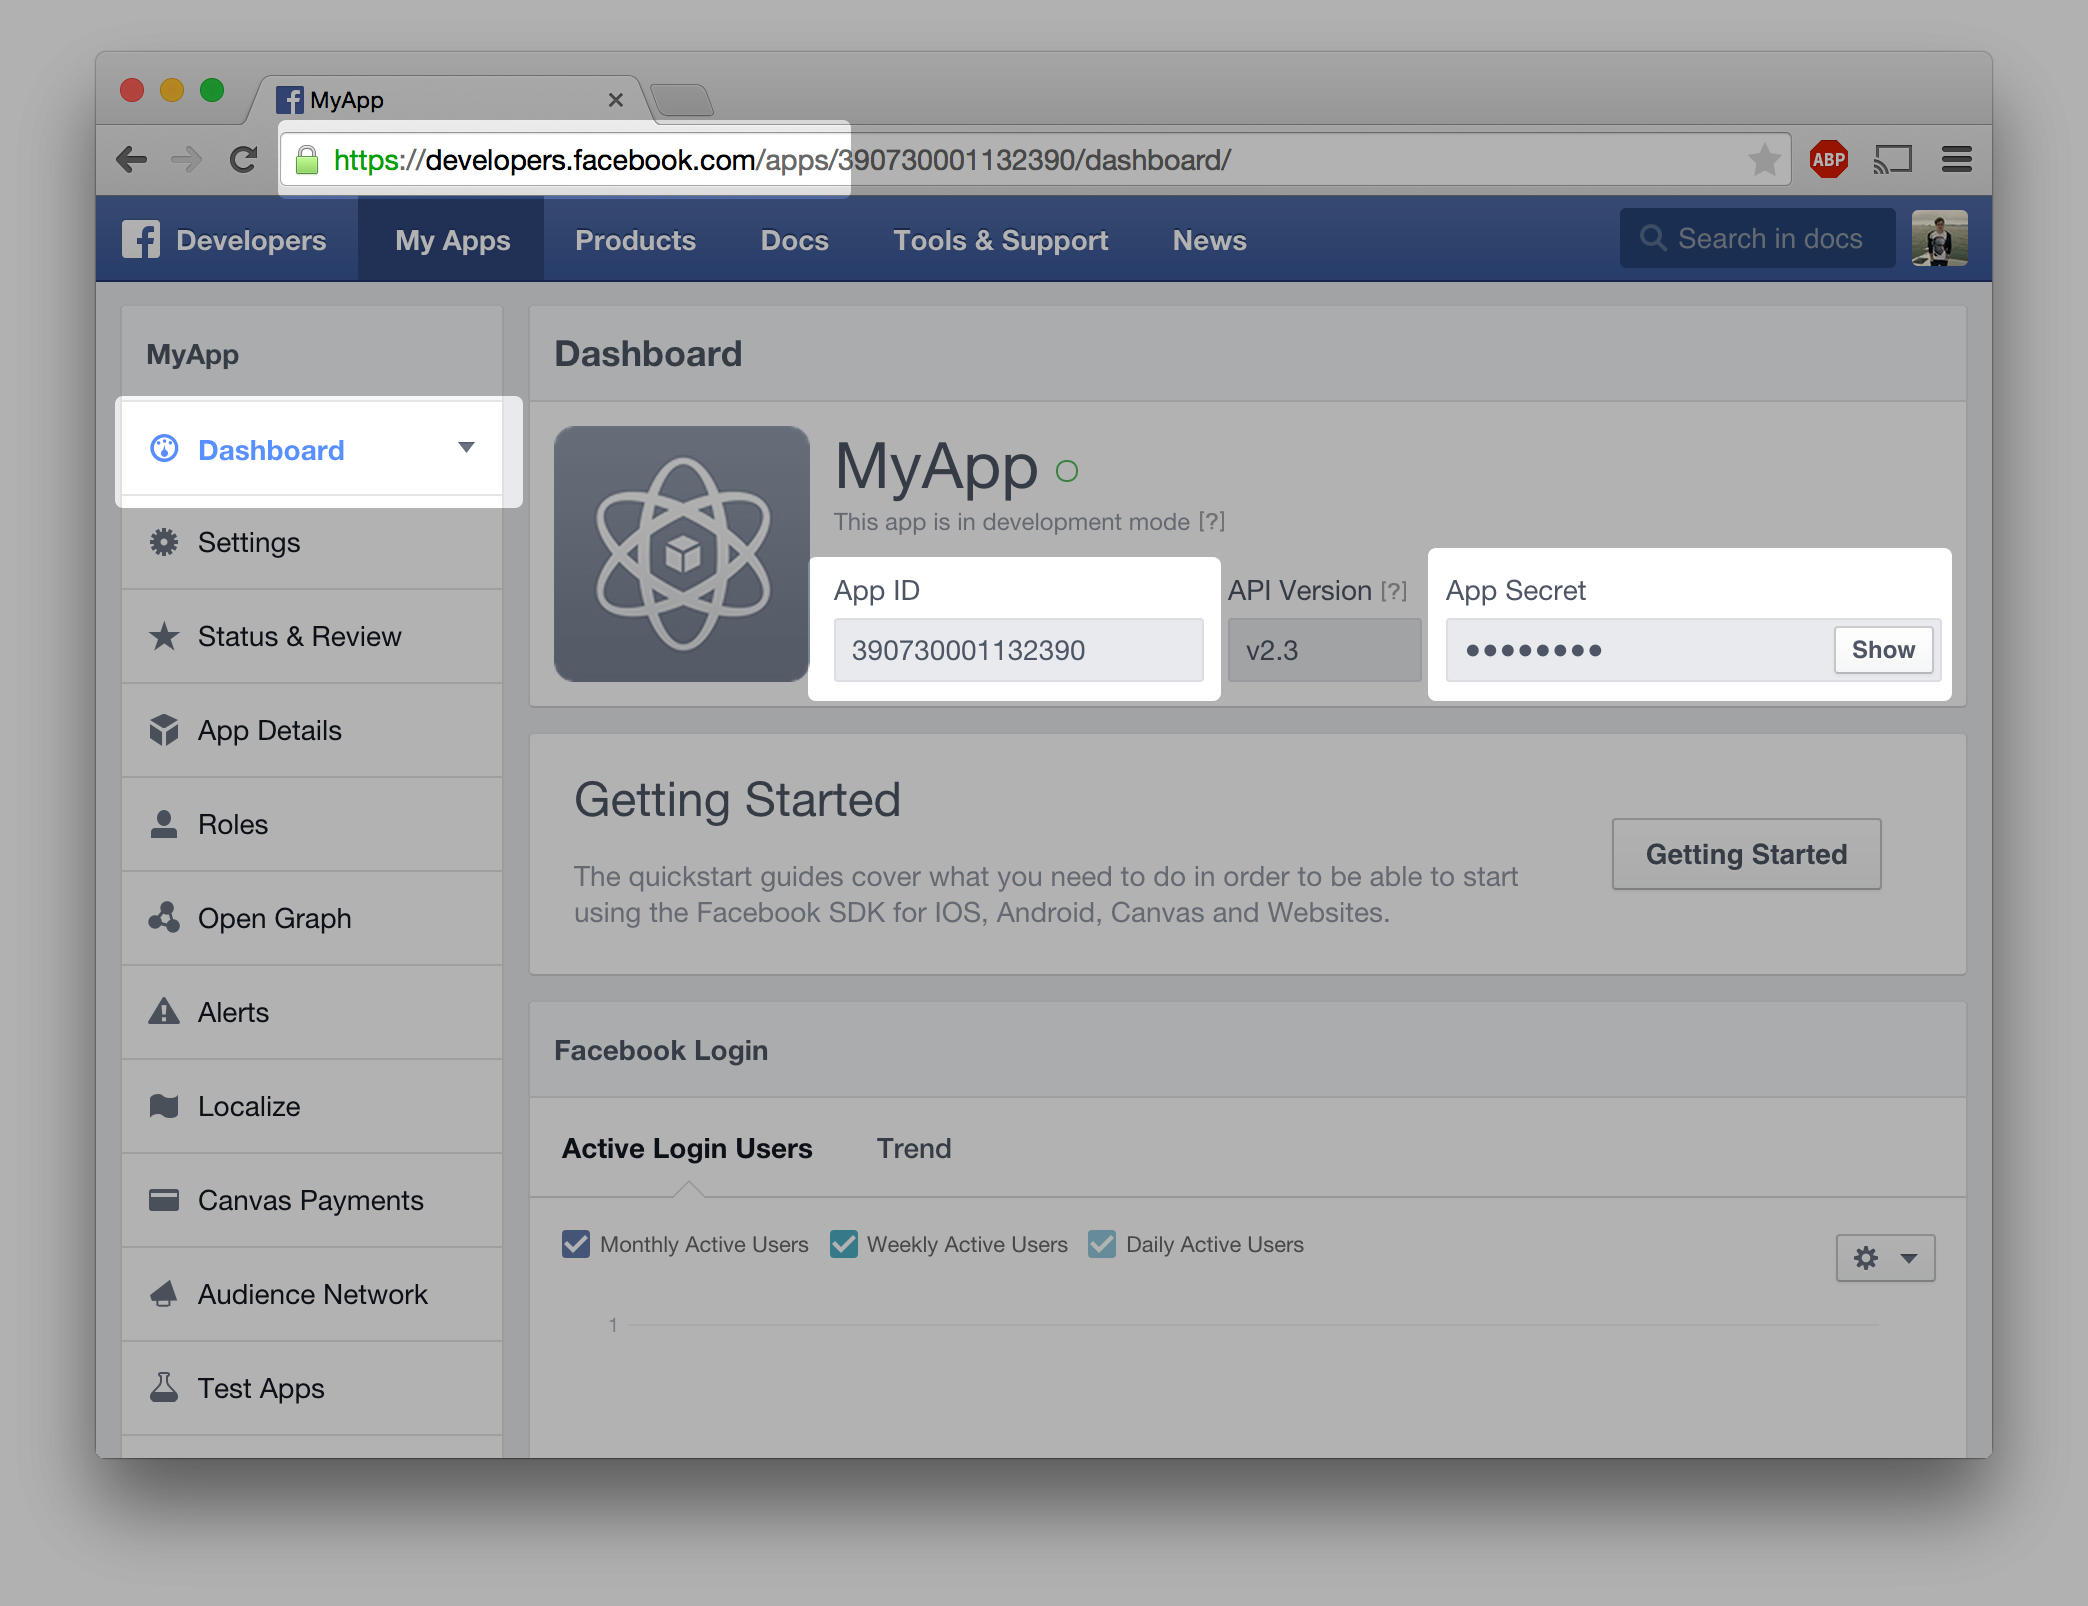 MyApp
https://developers.facebook.com/apps/390730001132390/dashboard/
ABP
Developers
My Apps
Products
Docs
Tools & Support
News
Search in docs
MyApp
Dashboard
Settings
Status & Review
App Details
Roles
Open Graph
Alerts
Localize
Canvas Payments
Audience Network
Test Apps
Dashboard
MyApp
This app is in development mode [?]
App ID
390730001132390
API Version [?]
v2.3
App Secret
••••••••
Show
Getting Started
The quickstart guides cover what you need to do in order to be able to start
using the Facebook SDK for IOS, Android, Canvas and Websites.
Getting Started
Facebook Login
Active Login Users
Trend
Monthly Active Users
Weekly Active Users
Daily Active Users
1